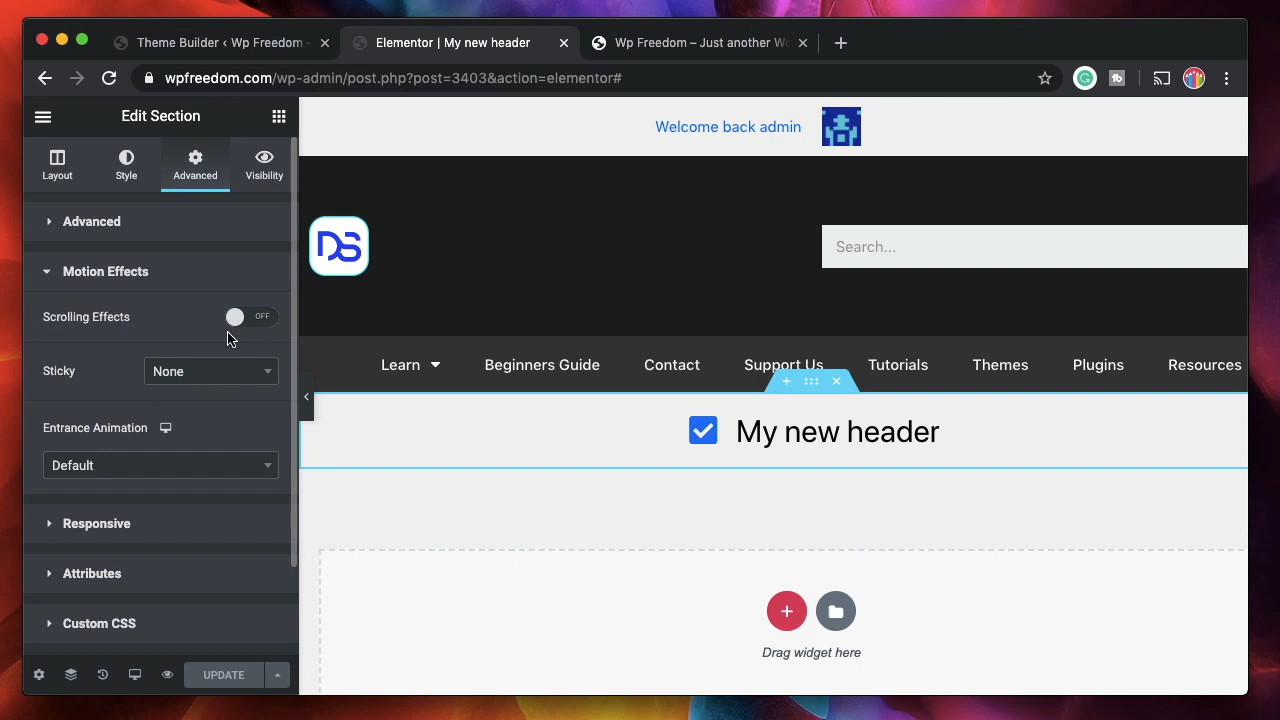 Theme Builder ‹ Wp Freedom –
Elementor | My new header
Wp Freedom – Just another Wo
wpfreedom.com/wp-admin/post.php?post=3403&action=elementor#
Edit Section
Layout
Style
Advanced
Visibility
Advanced
Motion Effects
Scrolling Effects
OFF
Sticky
None
Entrance Animation
Default
Responsive
Attributes
Custom CSS
UPDATE
Welcome back admin
DS
Search...
Learn
Beginners Guide
Contact
Support Us
Tutorials
Themes
Plugins
Resources
My new header
Drag widget here